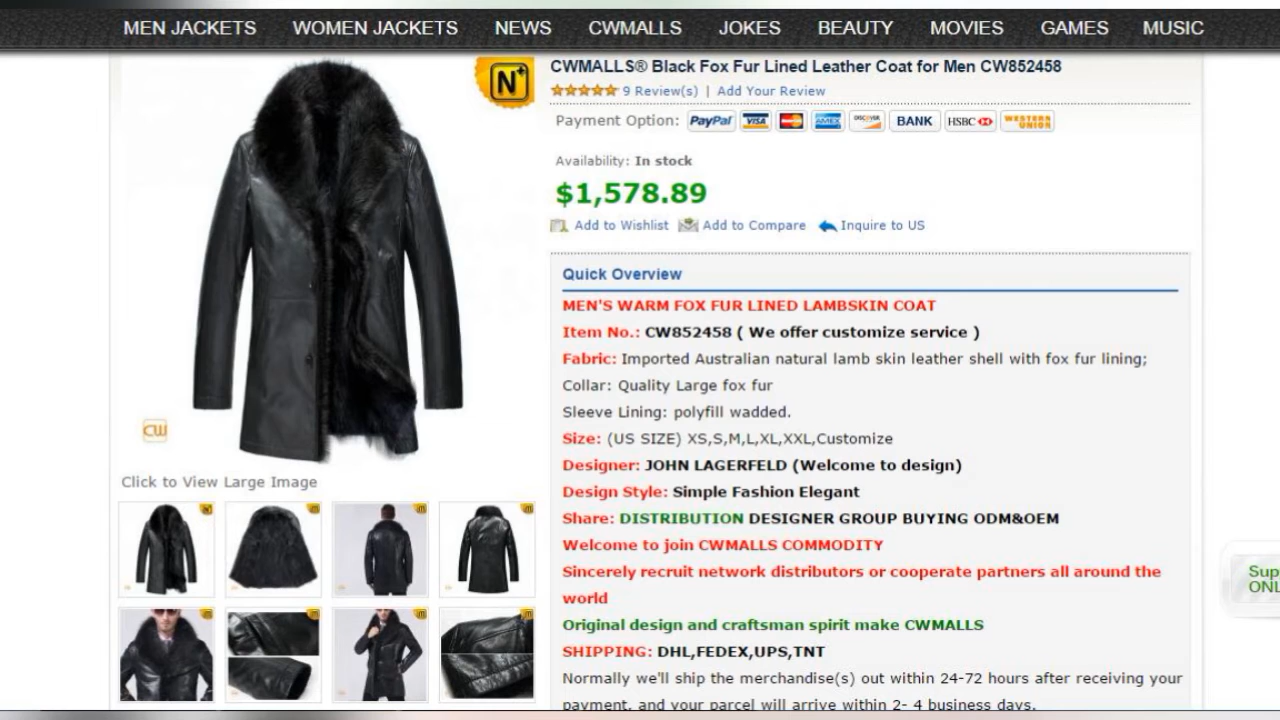 MEN JACKETS WOMEN JACKETS NEWS CWMALLS JOKES BEAUTY MOVIES GAMES MUSIC
N+
CWMALLS® Black Fox Fur Lined Leather Coat for Men CW852458
9 Review(s) | Add Your Review
Payment Option: PayPal VISA MasterCard AMEX DISCOVER BANK HSBC WESTERN UNION
Availability: In stock
$1,578.89
Add to Wishlist Add to Compare Inquire to US
Quick Overview
MEN'S WARM FOX FUR LINED LAMBSKIN COAT
Item No.: CW852458 ( We offer customize service )
Fabric: Imported Australian natural lamb skin leather shell with fox fur lining;
Collar: Quality Large fox fur
Sleeve Lining: polyfill wadded.
Size: (US SIZE) XS,S,M,L,XL,XXL,Customize
Designer: JOHN LAGERFELD (Welcome to design)
Design Style: Simple Fashion Elegant
Share: DISTRIBUTION DESIGNER GROUP BUYING ODM&OEM
Welcome to join CWMALLS COMMODITY
Sincerely recruit network distributors or cooperate partners all around the
world
Original design and craftsman spirit make CWMALLS
SHIPPING: DHL,FEDEX,UPS,TNT
Normally we'll ship the merchandise(s) out within 24-72 hours after receiving your
payment, and your parcel will arrive within 2- 4 business days.
CW
Click to View Large Image
Sup
ONL